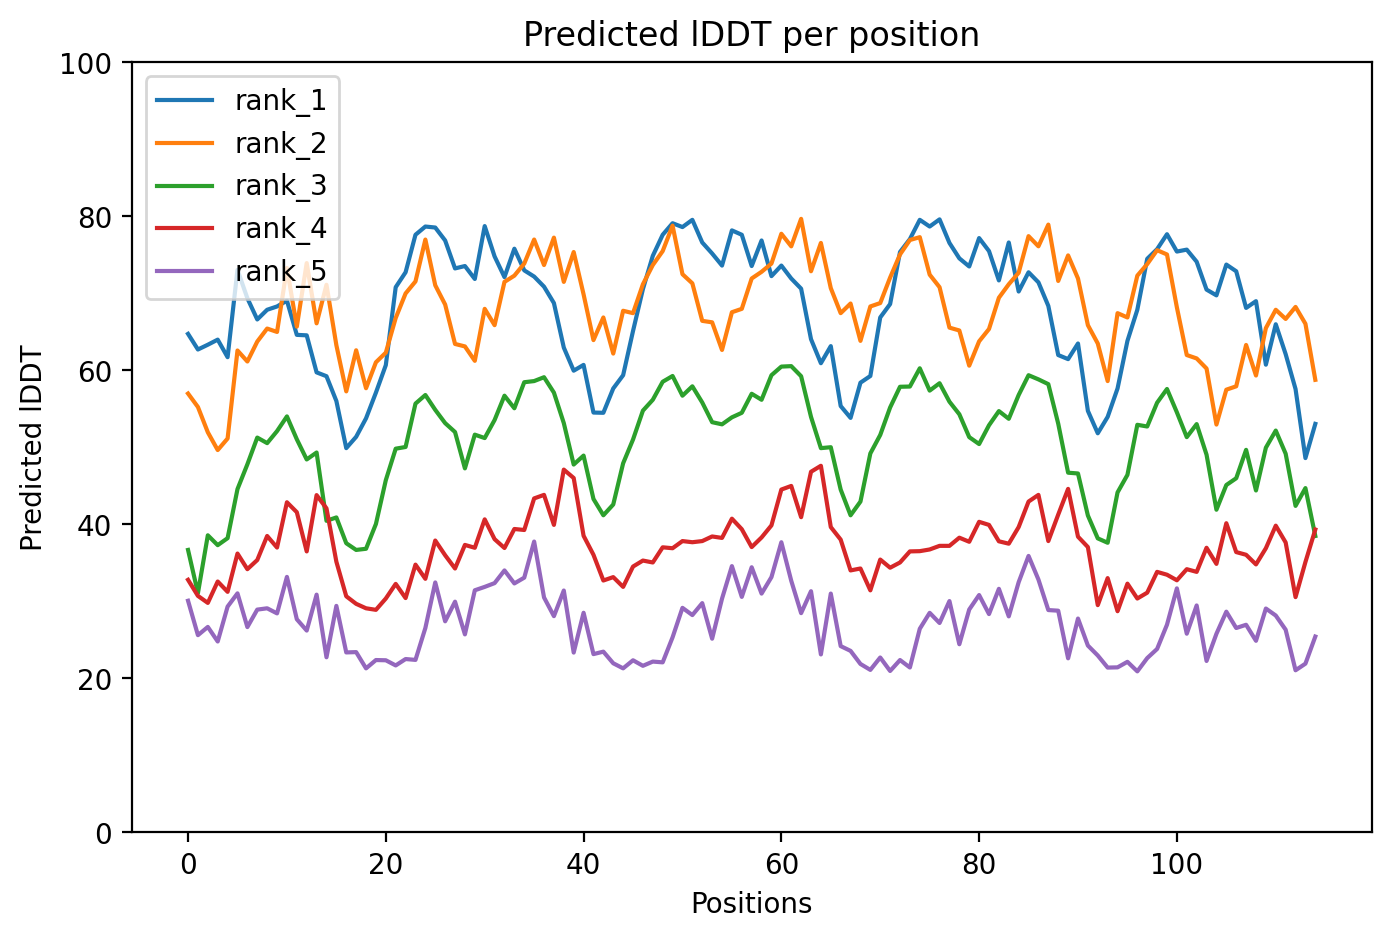 Predicted lDDT per position
100
80
60
40
20
0
Predicted lDDT
rank_1
rank_2
rank_3
rank_4
rank_5
0 20 40 60 80 100
Positions